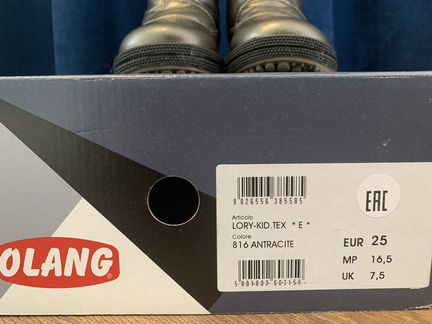 8026556385585
Articolo
LORY-KID.TEX * E *
Colore
816 ANTRACITE
EAC
EUR 25
MP 16,5
UK 7,5
OLANG